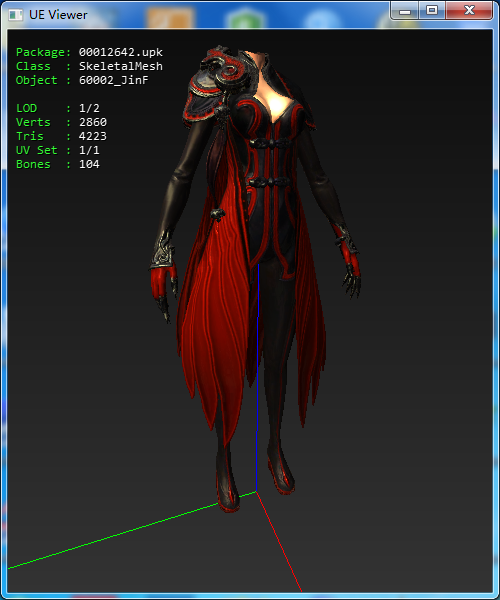 UE Viewer
Package: 00012642.upk
Class  : SkeletalMesh
Object : 60002_JinF
LOD    : 1/2
Verts  : 2860
Tris   : 4223
UV Set : 1/1
Bones  : 104